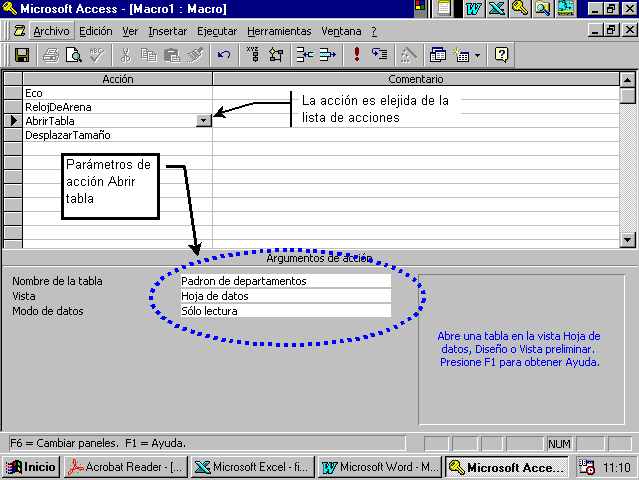 Microsoft Access - [Macro1 : Macro]
Archivo Edición Ver Insertar Ejecutar Herramientas Ventana ?
Acción Comentario
Eco
RelojDeArena
AbrirTabla
DesplazarTamaño
La acción es elejida de la
lista de acciones
Parámetros de
acción Abrir
tabla
Argumentos de acción
Nombre de la tabla Padron de departamentos
Vista Hoja de datos
Modo de datos Sólo lectura
Abre una tabla en la vista Hoja de
datos, Diseño o Vista preliminar.
Presione F1 para obtener Ayuda.
F6 = Cambiar paneles. F1 = Ayuda. NUM
Inicio Acrobat Reader - [... Microsoft Excel - fi... Microsoft Word - M... Microsoft Acce... 11:10